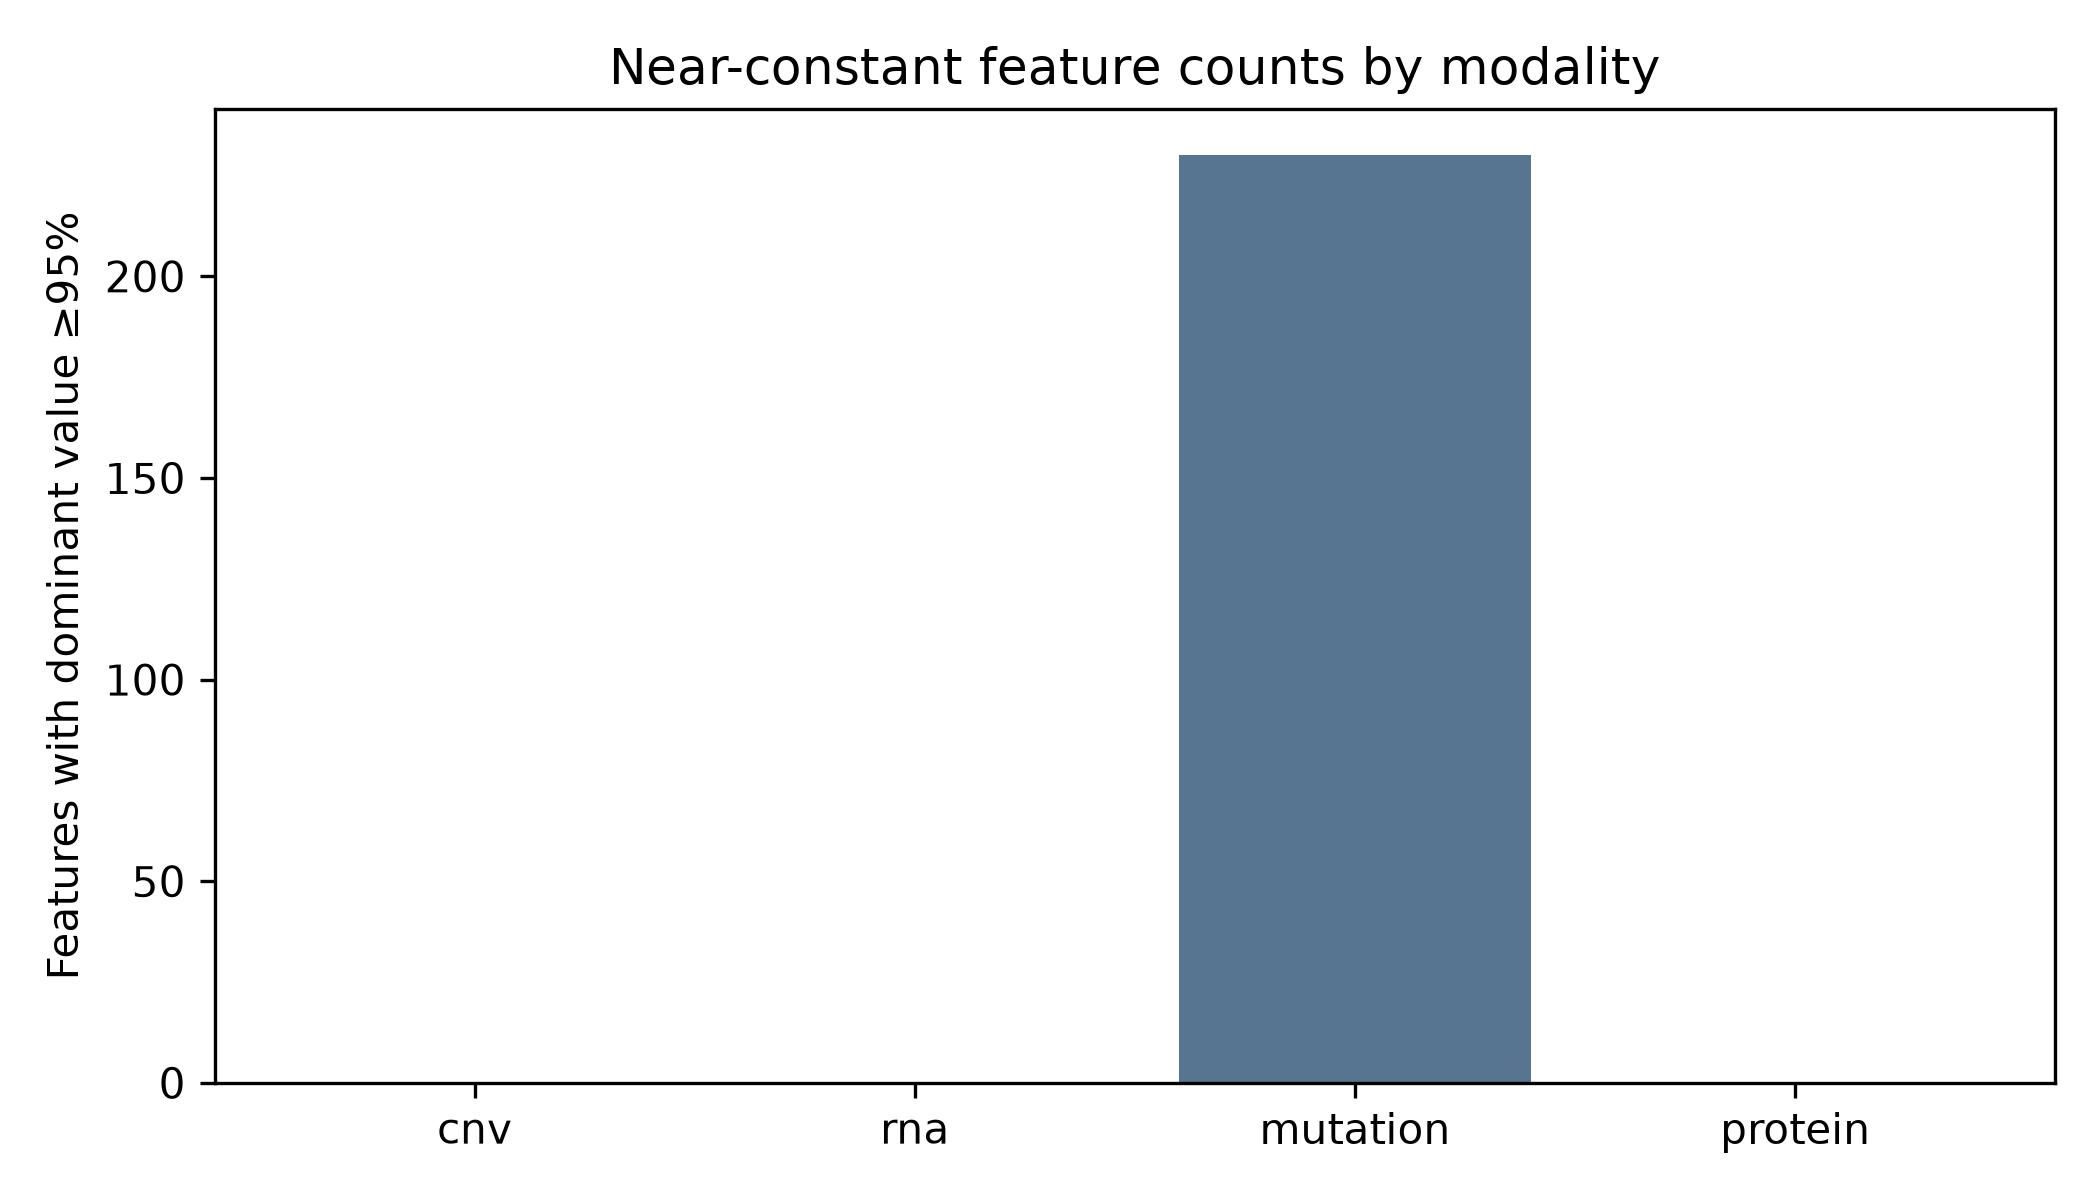 Near-constant feature counts by modality
Features with dominant value ≥95%
200
150
100
50
0
cnv
rna
mutation
protein